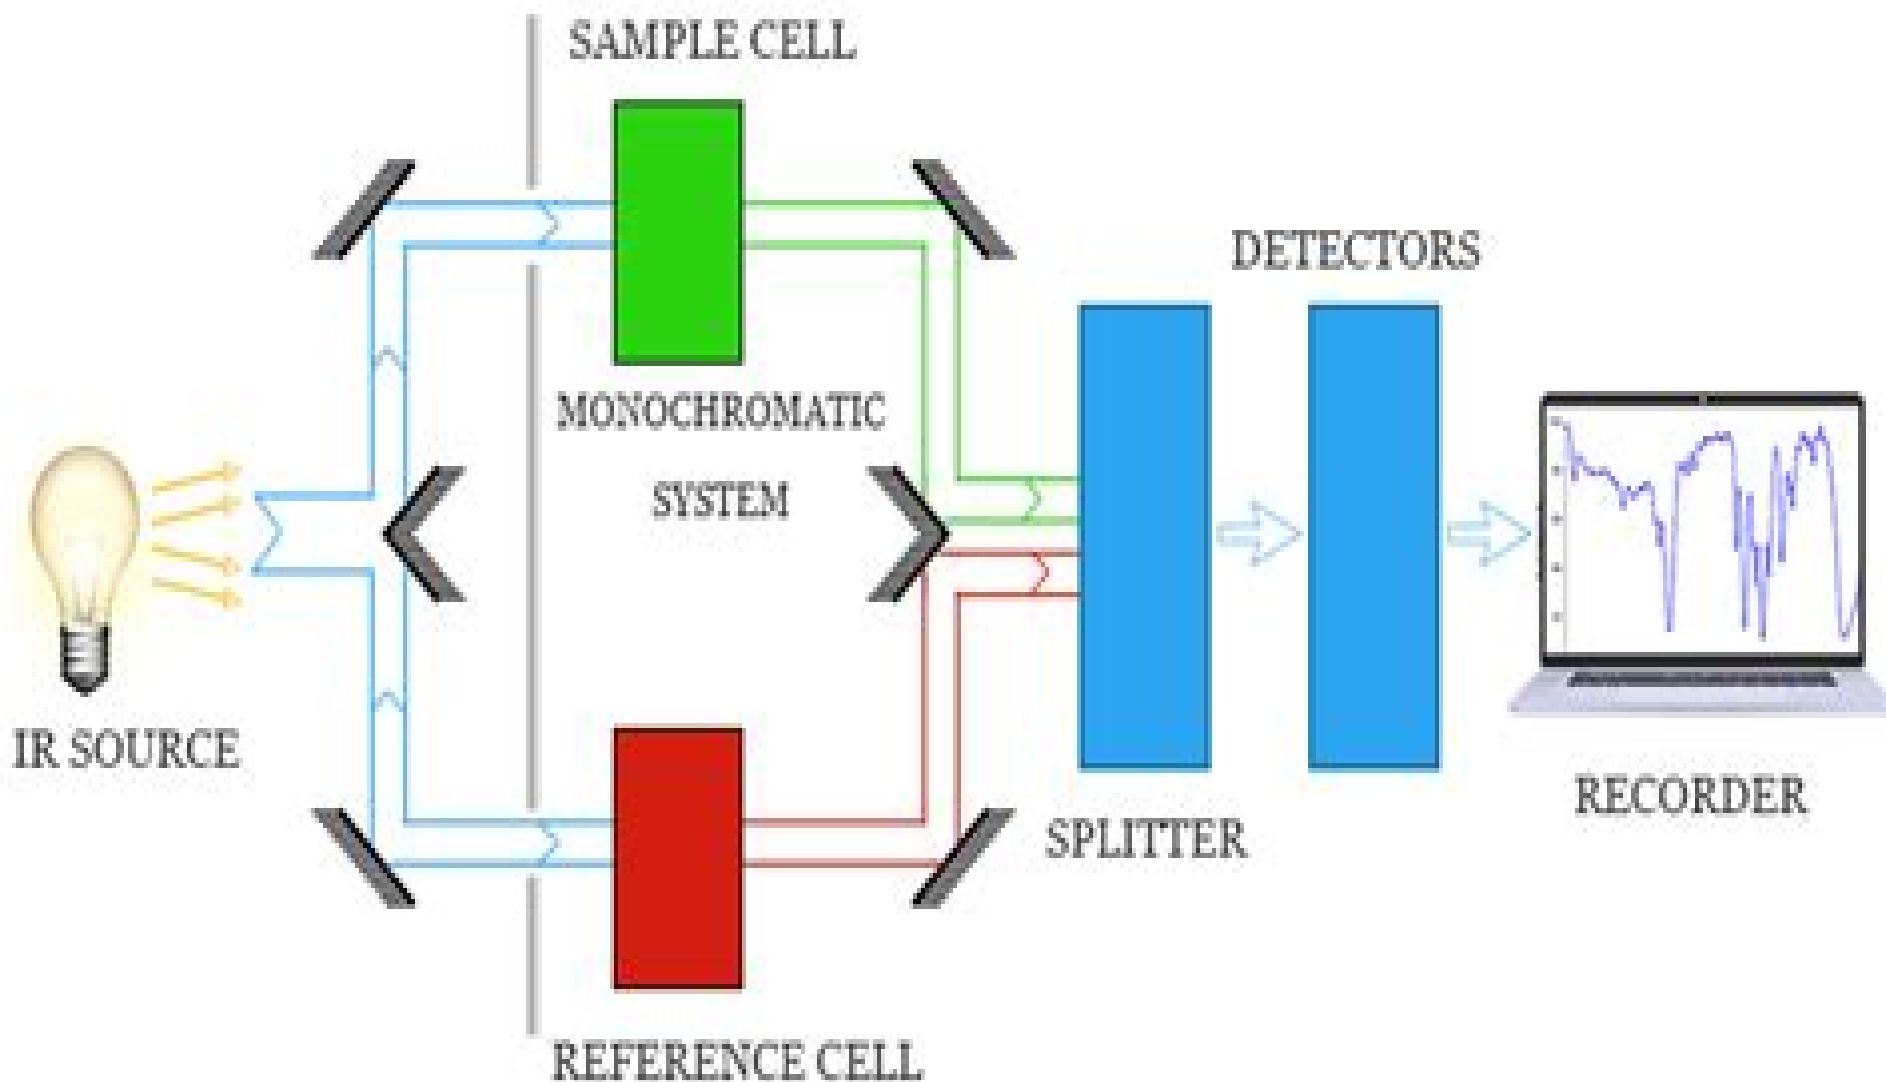 SAMPLE CELL
DETECTORS
MONOCHROMATIC
SYSTEM
IR SOURCE
RECORDER
SPLITTER
REFERENCE CELL